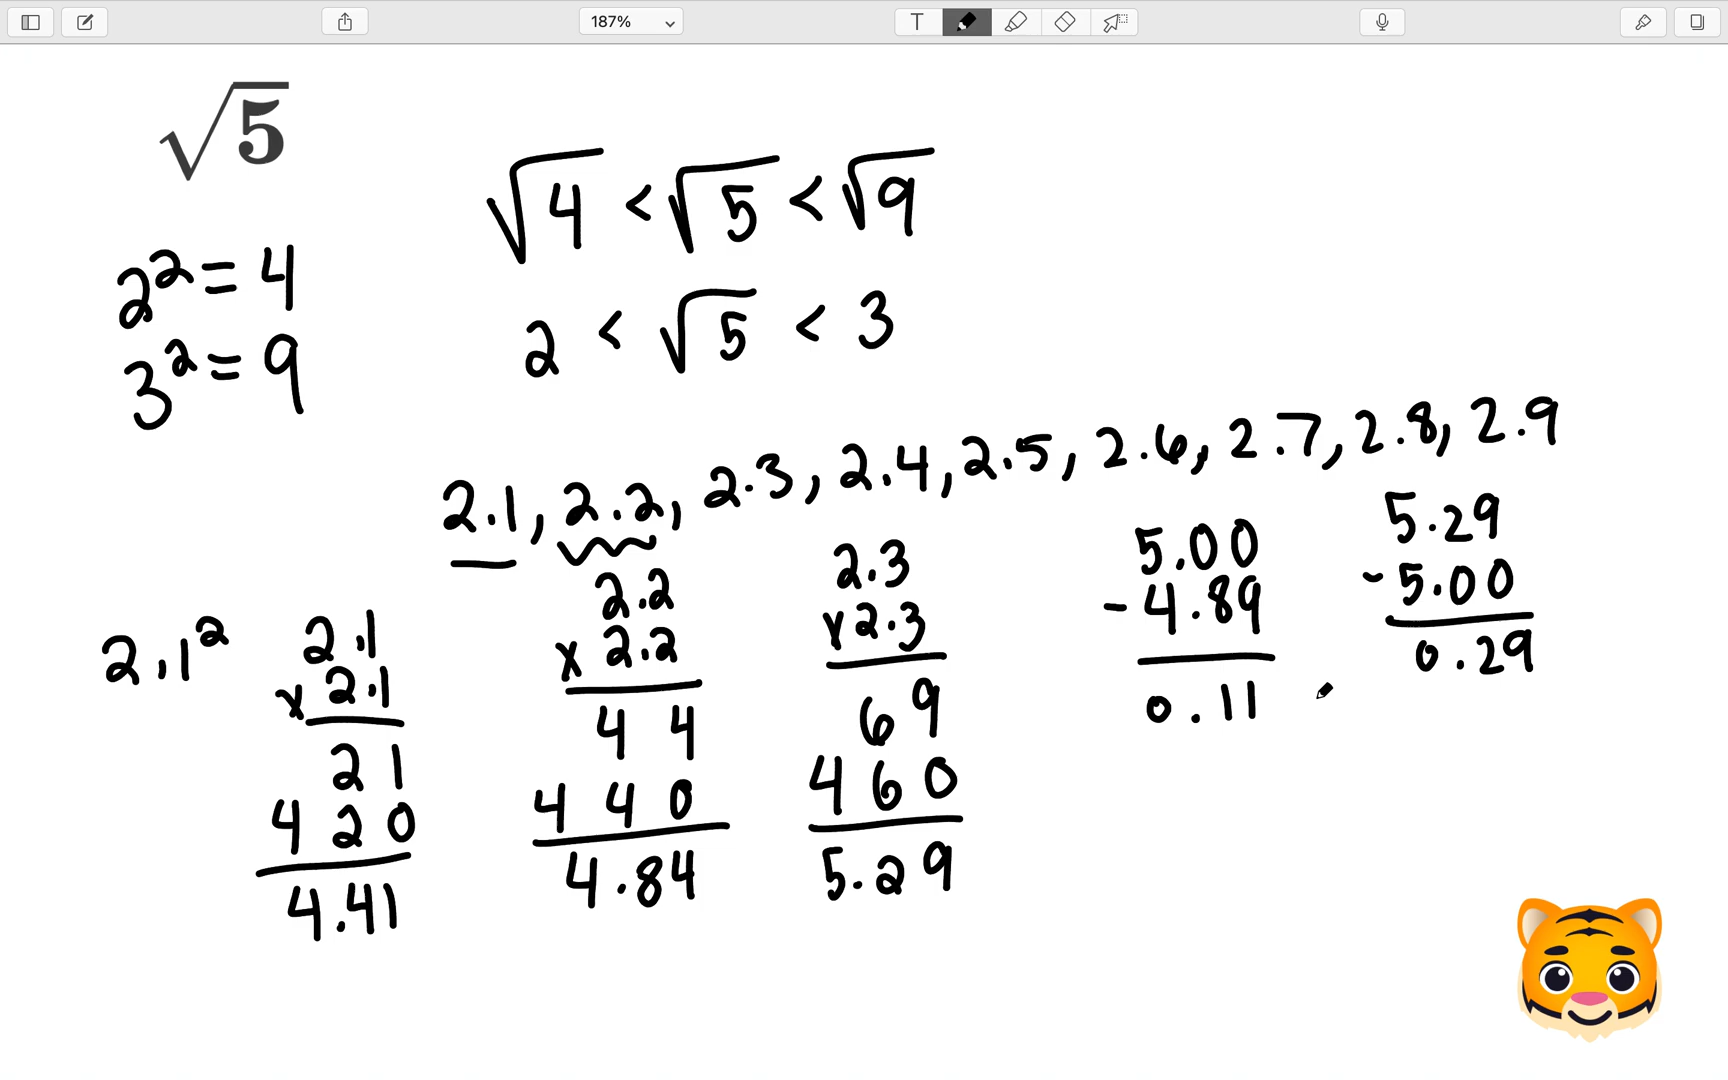 187%
T
√5
√4 < √5 < √9
2² = 4
2 < √5 < 3
3² = 9
2.1, 2.2, 2.3, 2.4, 2.5, 2.6, 2.7, 2.8, 2.9
2.1²
2.1
x 2.1
21
420
4.41
2.2
x 2.2
44
440
4.84
2.3
x 2.3
69
460
5.29
5.00
- 4.89
0.11
5.29
- 5.00
0.29